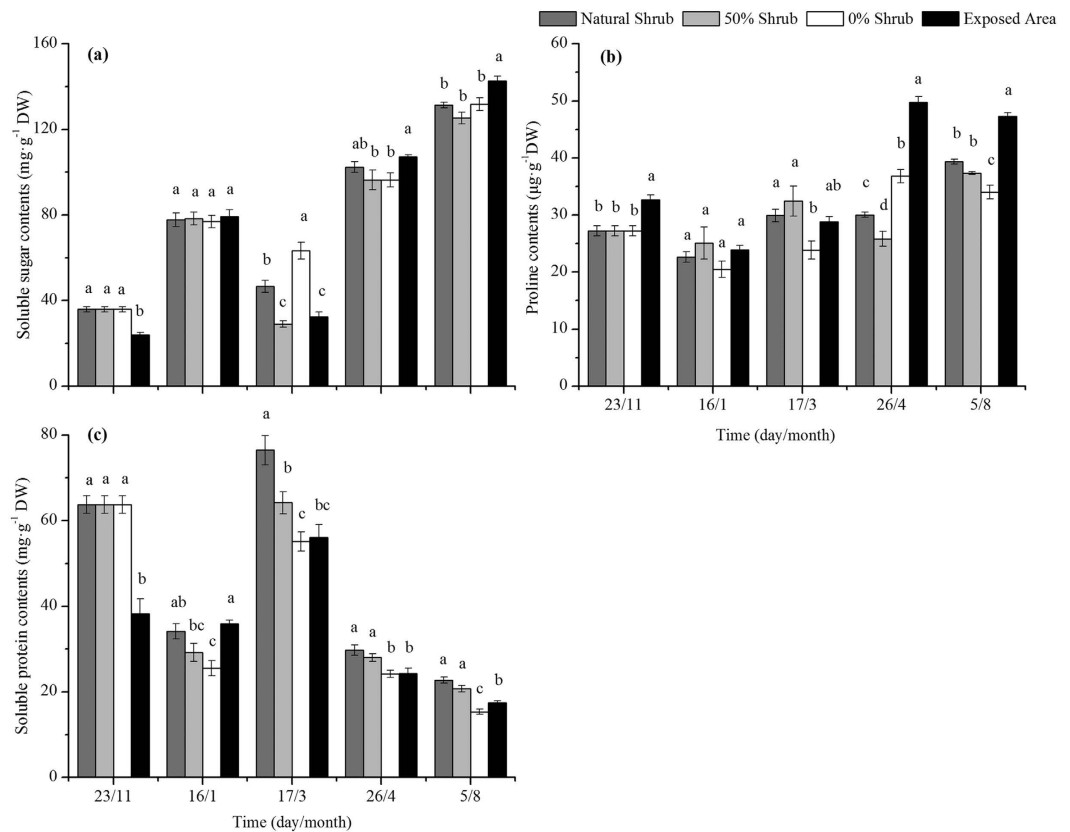 Natural Shrub 50% Shrub 0% Shrub Exposed Area
(a)
Soluble sugar contents (mg·g⁻¹ DW)
160
120
80
40
0
a a a b
a a a a
b c a c
ab b b a
b b b a
(b)
Proline contents (μg·g⁻¹DW)
60
50
40
30
20
10
0
b b b a
a a a a
a a b ab
c d b a
b b c a
23/11 16/1 17/3 26/4 5/8
Time (day/month)
(c)
Soluble protein contents (mg·g⁻¹ DW)
80
60
40
20
0
a a a b
ab bc c a
a b c bc
a a b b
a a c b
23/11 16/1 17/3 26/4 5/8
Time (day/month)